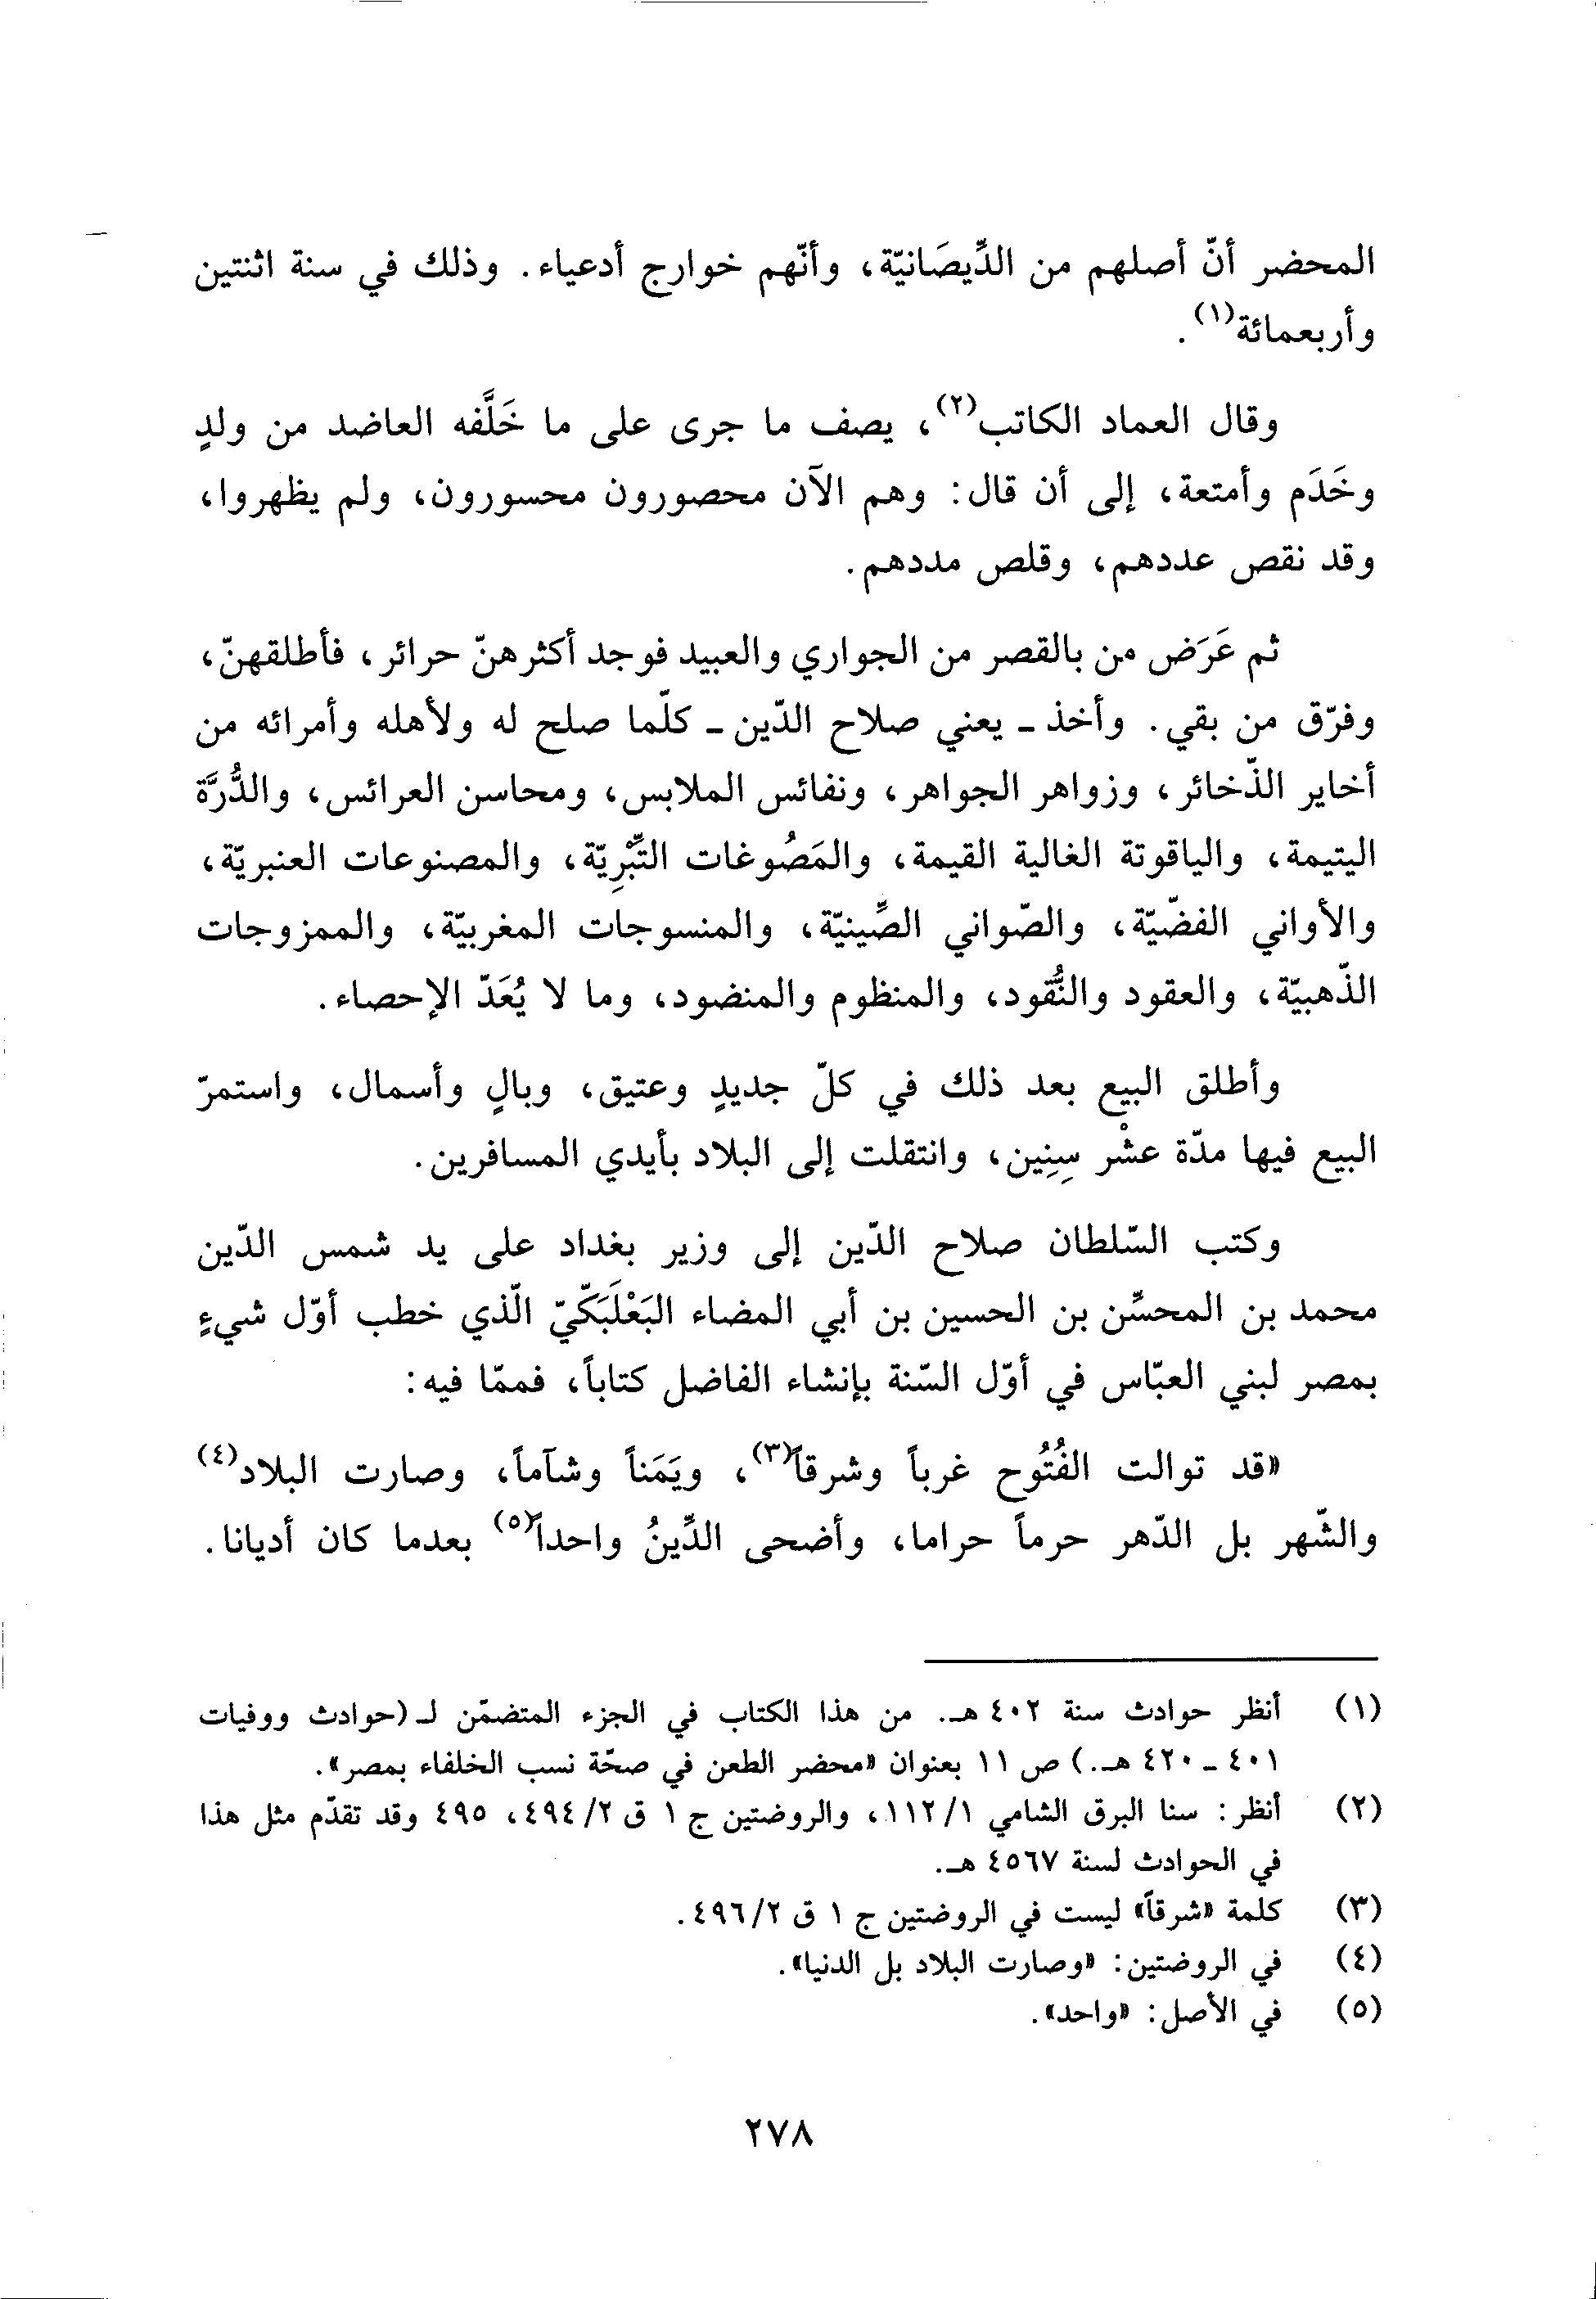 المحضر أنّ أصلهم من الدِّيصَانيّة، وأنّهم خوارج أدعياء. وذلك في سنة اثنتين
وأربعمائة(١).
وقال العماد الكاتب(٢)، يصف ما جرى على ما خَلَّفه العاضد من ولدٍ
وخَدَم وأمتعة، إلى أن قال: وهم الآن محصورون محسورون، ولم يظهروا،
وقد نقص عددهم، وقلص مددهم.
ثم عَرَض من بالقصر من الجواري والعبيد فوجد أكثرهنّ حرائر، فأطلقهنّ،
وفرّق من بقي. وأخذ - يعني صلاح الدّين - كلّما صلح له ولأهله وأمرائه من
أخاير الذّخائر، وزواهر الجواهر، ونفائس الملابس، ومحاسن العرائس، والدُّرَّة
اليتيمة، والياقوتة الغالية القيمة، والمَصُوغات التِّبْرِيّة، والمصنوعات العنبريّة،
والأواني الفضّيّة، والصّواني الصِّينيّة، والمنسوجات المغربيّة، والممزوجات
الذّهبيّة، والعقود والنُّقود، والمنظوم والمنضود، وما لا يُعَدّ الإحصاء.
وأطلق البيع بعد ذلك في كلّ جديدٍ وعتيق، وبالٍ وأسمال، واستمرّ
البيع فيها مدّة عشْر سِنِين، وانتقلت إلى البلاد بأيدي المسافرين.
وكتب السّلطان صلاح الدّين إلى وزير بغداد على يد شمس الدّين
محمد بن المحسِّن بن الحسين بن أبي المضاء البَعْلَبَكّيّ الّذي خطب أوّل شيءٍ
بمصر لبني العبّاس في أوّل السّنة بإنشاء الفاضل كتاباً، فممّا فيه:
«قد توالت الفُتُوح غرباً وشرقاً(٣)، ويَمَناً وشآماً، وصارت البلاد(٤)
والشّهر بل الدّهر حرماً حراما، وأضحى الدِّينُ واحداً(٥) بعدما كان أديانا.
(١) أنظر حوادث سنة ٤٠٢ هـ. من هذا الكتاب في الجزء المتضمّن لـ (حوادث ووفيات
٤٠١ - ٤٢٠ هـ.) ص ١١ بعنوان «محضر الطعن في صحّة نسب الخلفاء بمصر».
(٢) أنظر: سنا البرق الشامي ١/١١٢، والروضتين ج ١ ق ٢/٤٩٤، ٤٩٥ وقد تقدّم مثل هذا
في الحوادث لسنة ٤٥٦٧ هـ.
(٣) كلمة «شرقاً» ليست في الروضتين ج ١ ق ٢/٤٩٦.
(٤) في الروضتين: «وصارت البلاد بل الدنيا».
(٥) في الأصل: «واحد».
٢٧٨